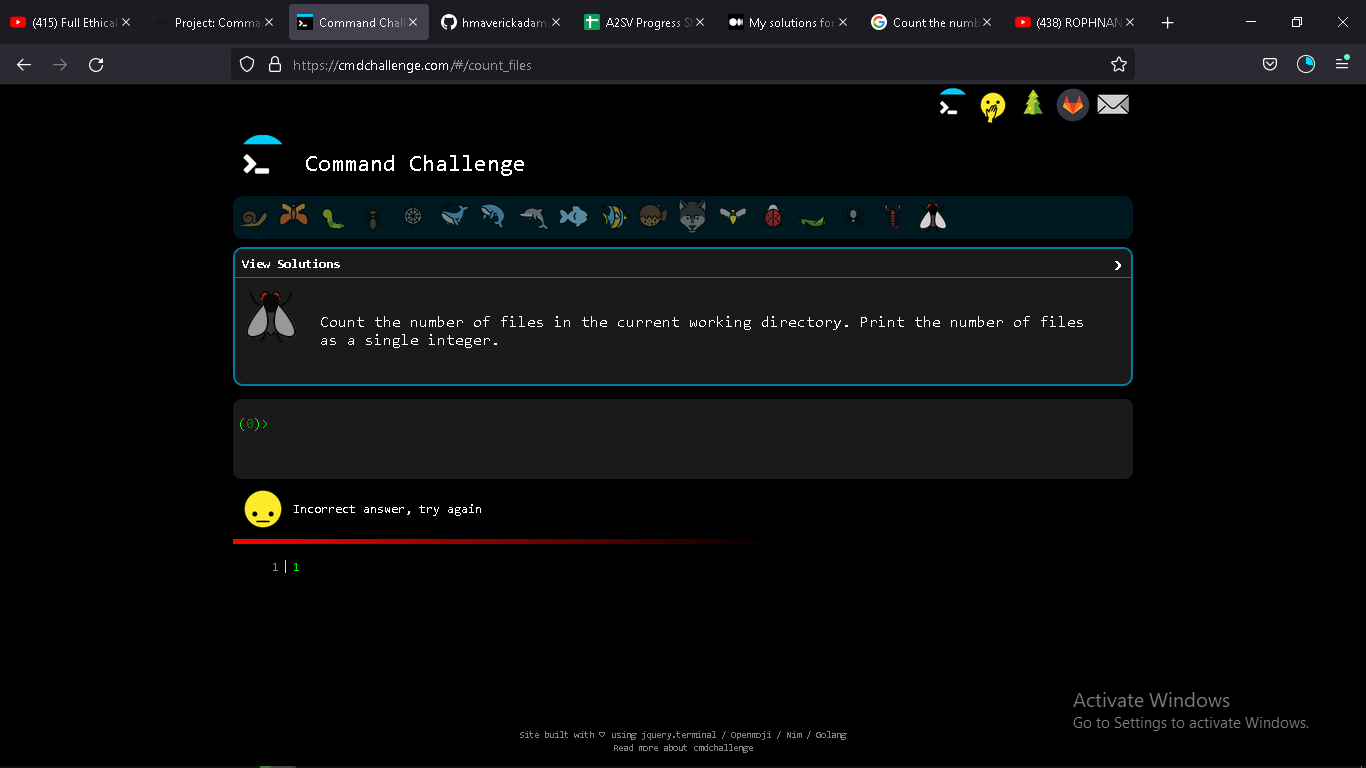 (415) Full Ethical
Project: Comma
Command Chall
hmaverickadam
A2SV Progress S
My solutions for
Count the numb
(438) ROPHNAN
https://cmdchallenge.com/#/count_files
Command Challenge
View Solutions
Count the number of files in the current working directory. Print the number of files
as a single integer.
(0)>
Incorrect answer, try again
1 | 1
Activate Windows
Go to Settings to activate Windows.
Site built with ♡ using jquery.terminal / Openmoji / Nim / Golang
Read more about cmdchallenge